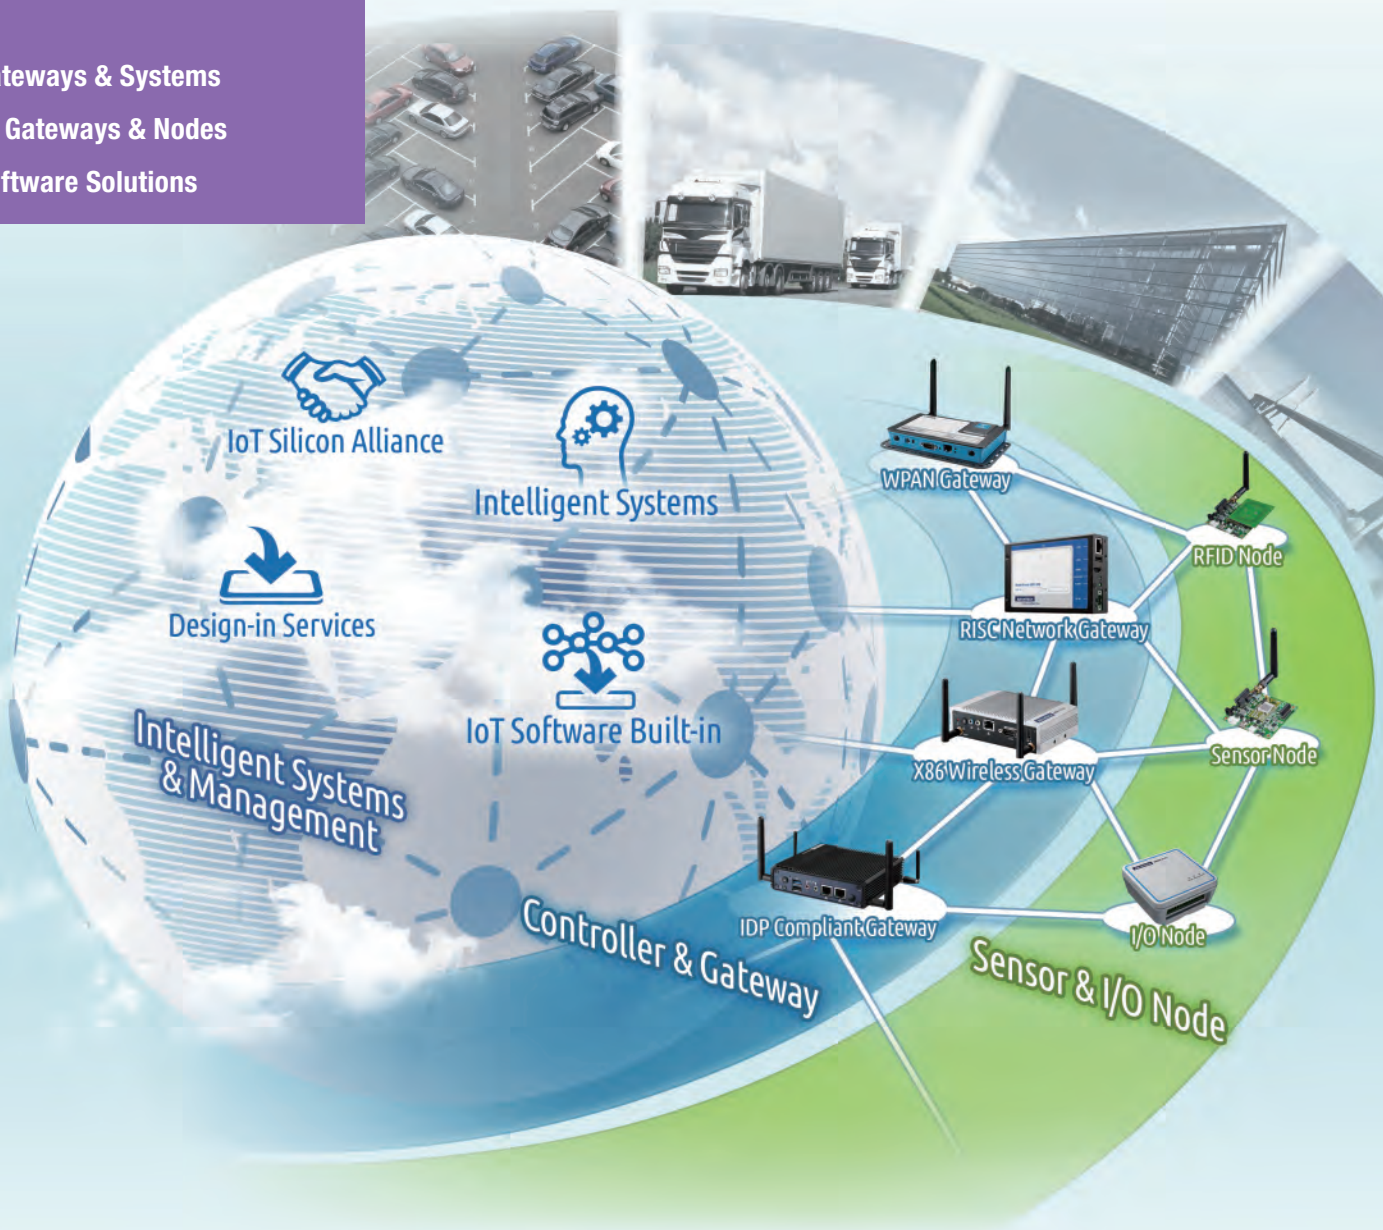 teways & Systems
Gateways & Nodes
ftware Solutions
IoT Silicon Alliance
Intelligent Systems
Design-in Services
IoT Software Built-in
Intelligent Systems
& Management
WPAN Gateway
RFID Node
RISC Network Gateway
Sensor Node
X86 Wireless Gateway
IDP Compliant Gateway
I/O Node
Controller & Gateway
Sensor & I/O Node